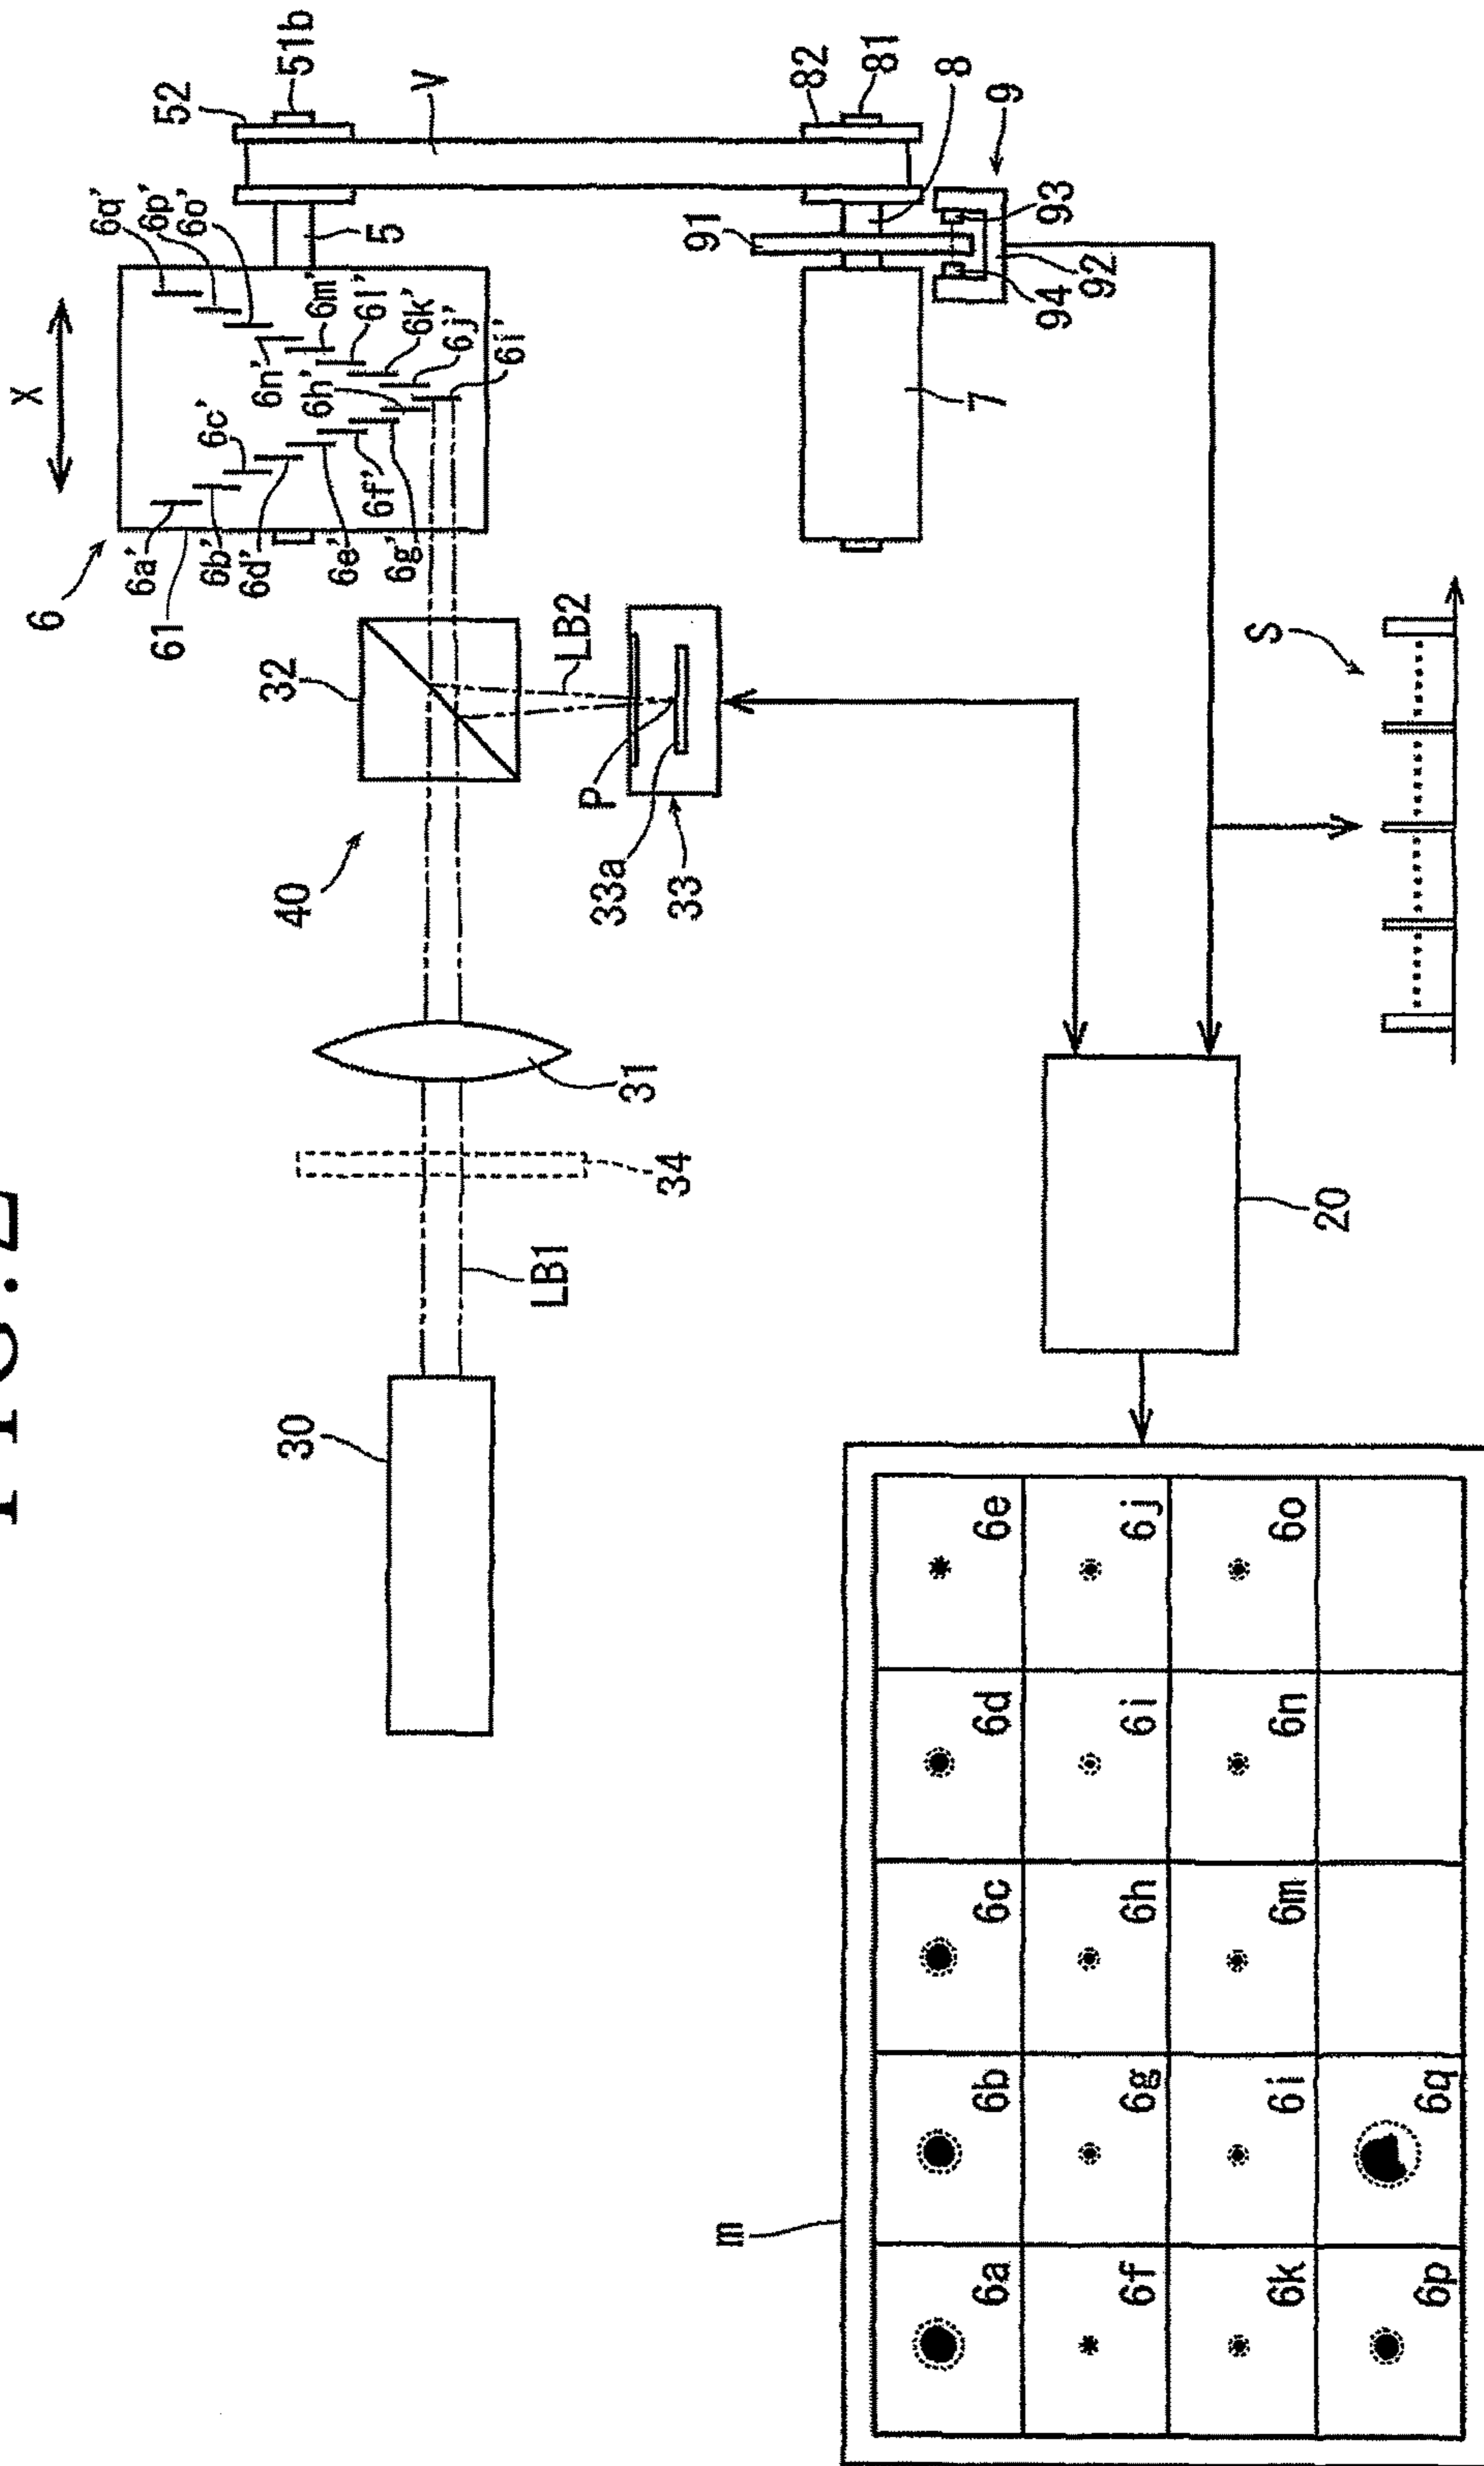 FIG.2
X
6
61
6a'
6b'
6c'
6d'
6e'
6f'
6g'
6h'
6i'
6j'
6k'
6l'
6m'
6n'
6o'
6p'
6q'
52
51b
5
V
30
LB1
34
31
40
32
LB2
P
33a
33
91
82
81
8
9
7
94
92
93
20
S
m
6a 6b 6c 6d 6e
6f 6g 6h 6i 6j
6k 6l 6m 6n 6o
6p 6q